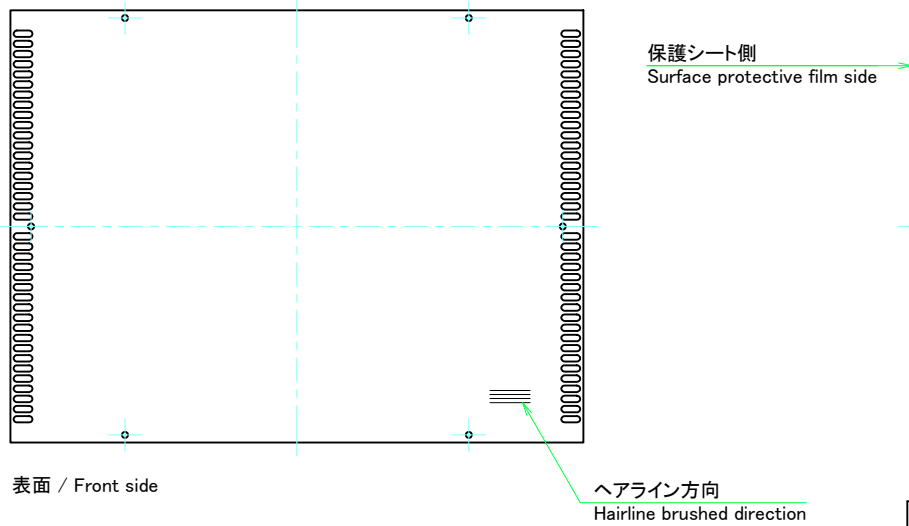 保護シート側
Surface protective film side
表面 / Front side
ヘアライン方向
Hairline brushed direction